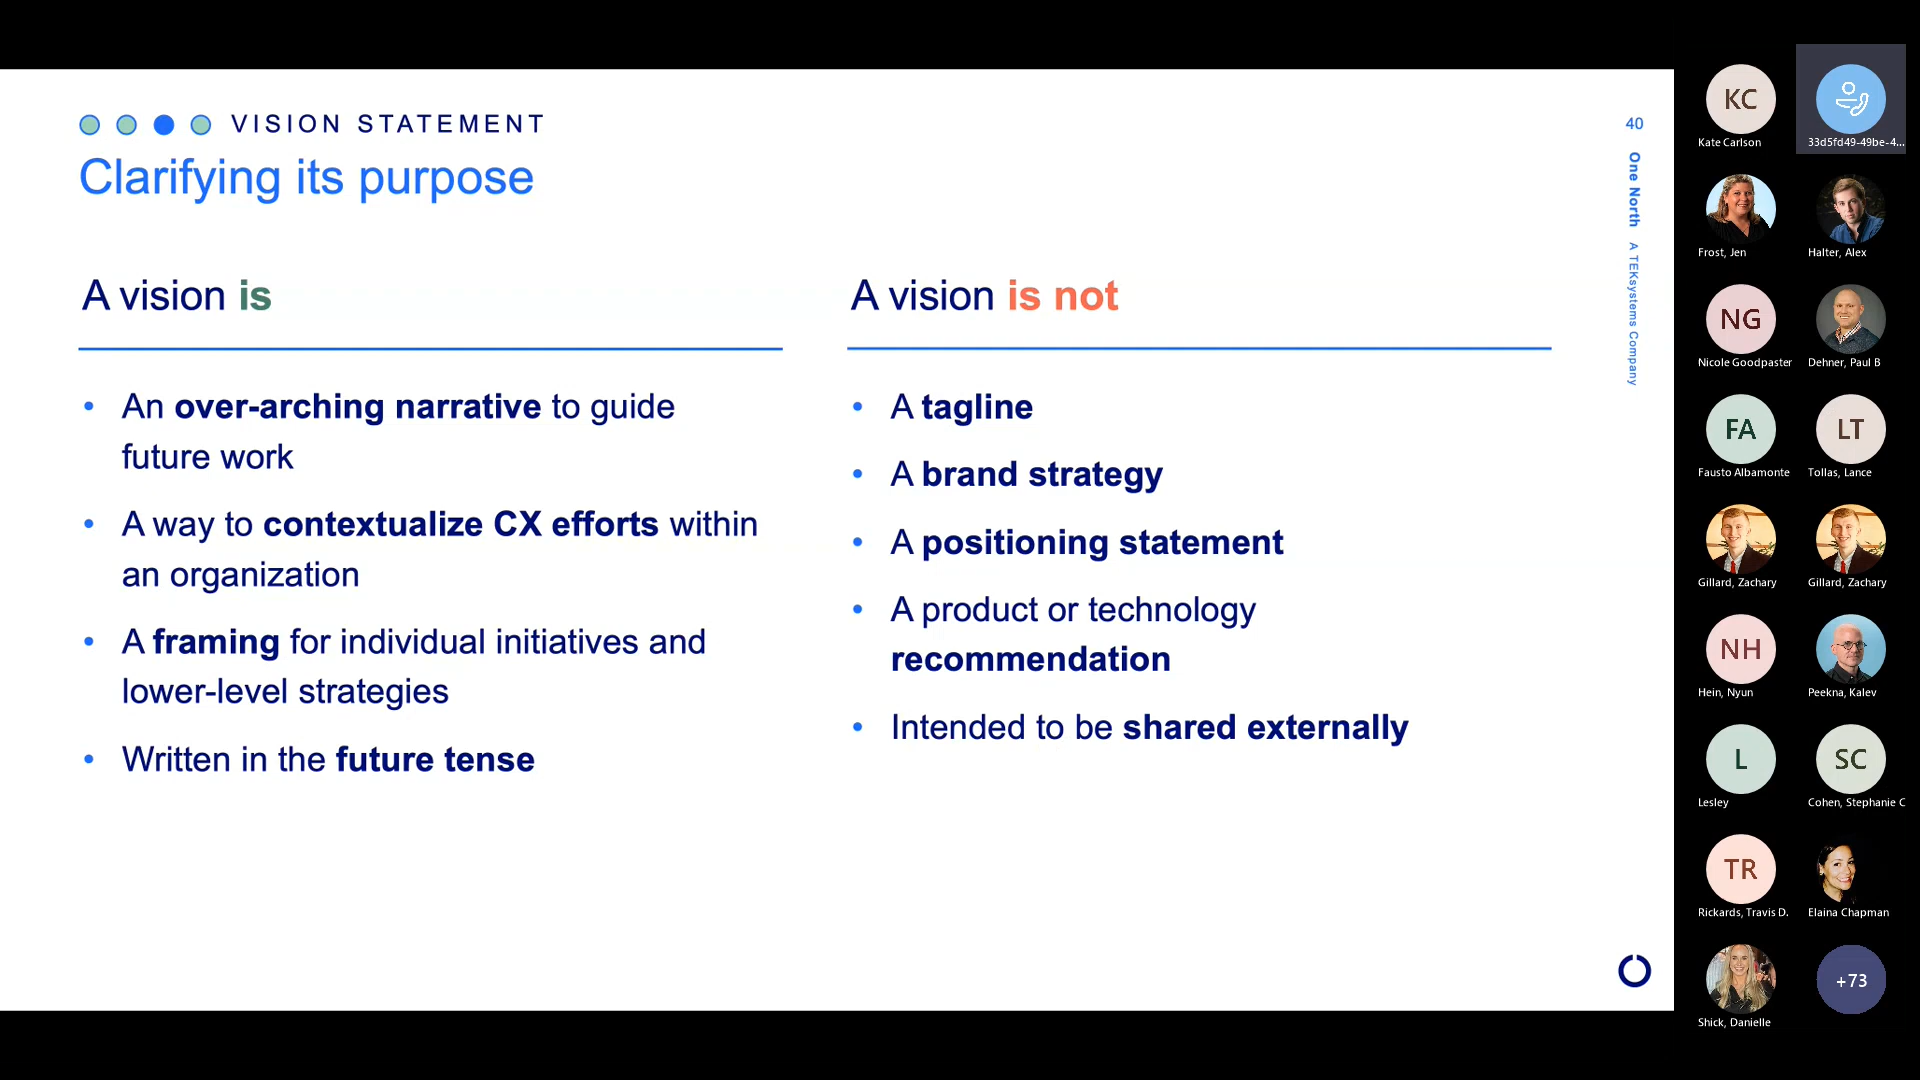 VISION STATEMENT
Clarifying its purpose
A vision is
• An over-arching narrative to guide
future work
• A way to contextualize CX efforts within
an organization
• A framing for individual initiatives and
lower-level strategies
• Written in the future tense
A vision is not
• A tagline
• A brand strategy
• A positioning statement
• A product or technology
recommendation
• Intended to be shared externally
40
One North A TEKsystems Company
KC
Kate Carlson
33d5fd49-49be-4...
Frost, Jen
Halter, Alex
NG
Nicole Goodpaster
Dehner, Paul B
FA
Fausto Albamonte
LT
Tollas, Lance
Gillard, Zachary
Gillard, Zachary
NH
Hein, Nyun
Peekna, Kalev
L
Lesley
SC
Cohen, Stephanie C
TR
Rickards, Travis D.
Elaina Chapman
Shick, Danielle
+73